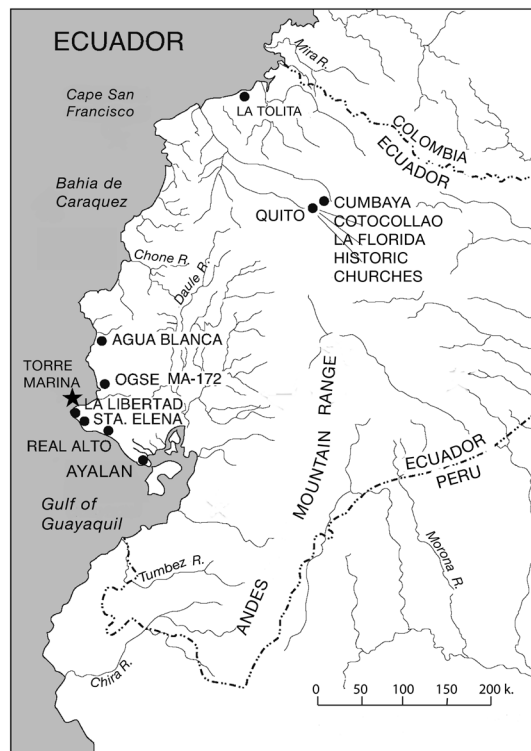 ECUADOR
Mira R.
Cape San
Francisco
LA TOLITA
COLOMBIA
ECUADOR
Bahia de
Caraquez
QUITO
CUMBAYA
COTOCOLLAO
LA FLORIDA
HISTORIC
CHURCHES
Chone R.
Daule R.
AGUA BLANCA
TORRE
MARINA
OGSE MA-172
LA LIBERTAD
STA. ELENA
REAL ALTO
AYALAN
MOUNTAIN RANGE
ECUADOR
PERU
Gulf of
Guayaquil
Tumbez R.
Morona R.
ANDES
Chira R.
0 50 100 200 k.